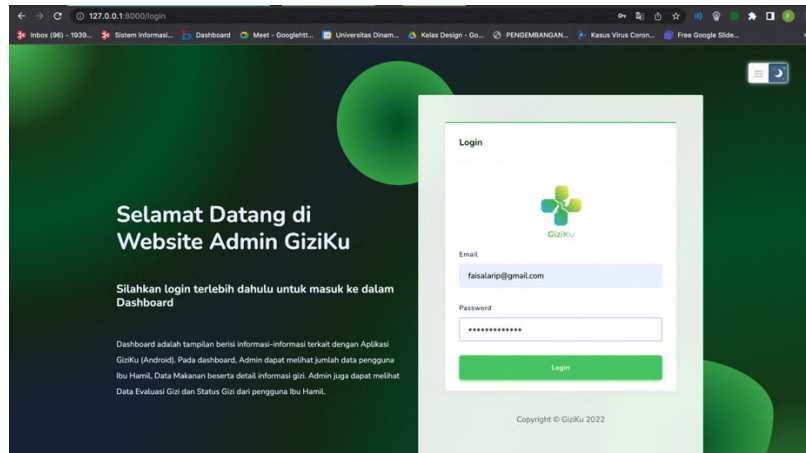 127.0.0.1:8000/login
Inbox (96) - 1939...
Sistem Informasi...
Dashboard
Meet - Googlehtt...
Universitas Dinam...
Kelas Design - Go...
PENGEMBANGAN...
Kasus Virus Coron...
Free Google Slide...
Selamat Datang di
Website Admin GiziKu
Silahkan login terlebih dahulu untuk masuk ke dalam
Dashboard
Dashboard adalah tampilan berisi informasi-informasi terkait dengan Aplikasi
GiziKu (Android). Pada dashboard, Admin dapat melihat jumlah data pengguna
Ibu Hamil, Data Makanan beserta detail informasi gizi. Admin juga dapat melihat
Data Evaluasi Gizi dan Status Gizi dari pengguna Ibu Hamil.
Login
GiziKu
Email
faisalarip@gmail.com
Password
Login
Copyright © GiziKu 2022